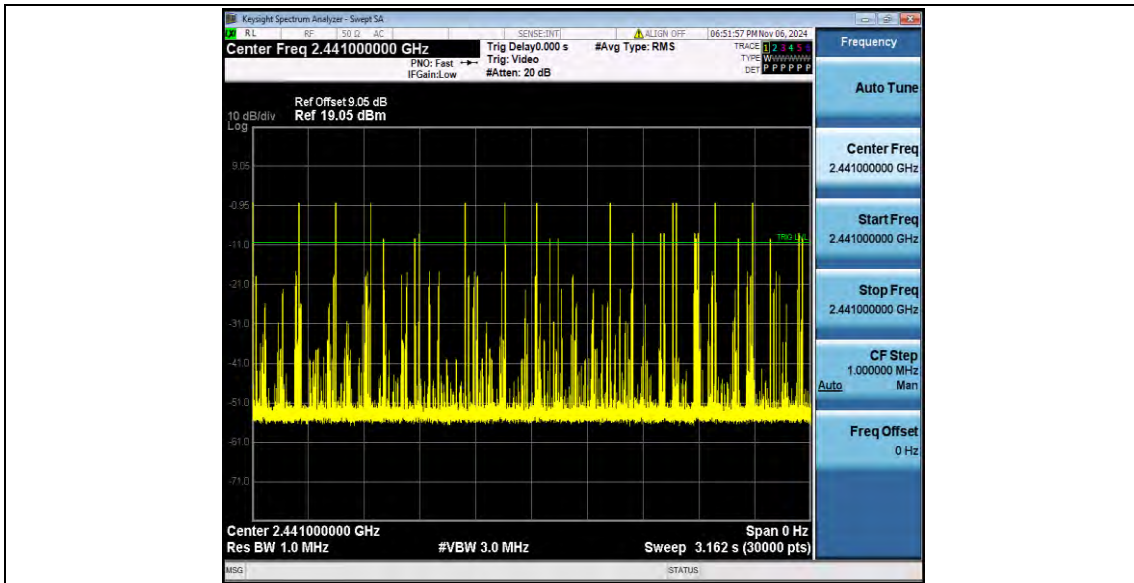 Keysight Spectrum Analyzer - Swept SA
RL RF 50 Ω AC SENSE:INT ALIGN OFF 06:51:57 PM Nov 06, 2024
Center Freq 2.441000000 GHz
PNO: Fast
IFGain:Low
Trig Delay0.000 s
Trig: Video
#Atten: 20 dB
#Avg Type: RMS
TRACE 1 2 3 4 5 6
TYPE WWWWWW
DET P P P P P P
Ref Offset 9.05 dB
10 dB/div Ref 19.05 dBm
Log
9.05
-0.95
-11.0
-21.0
-31.0
-41.0
-51.0
-61.0
-71.0
TRIG LVL
Center 2.441000000 GHz Span 0 Hz
Res BW 1.0 MHz #VBW 3.0 MHz Sweep 3.162 s (30000 pts)
MSG STATUS
Frequency
Auto Tune
Center Freq
2.441000000 GHz
Start Freq
2.441000000 GHz
Stop Freq
2.441000000 GHz
CF Step
1.000000 MHz
Auto Man
Freq Offset
0 Hz